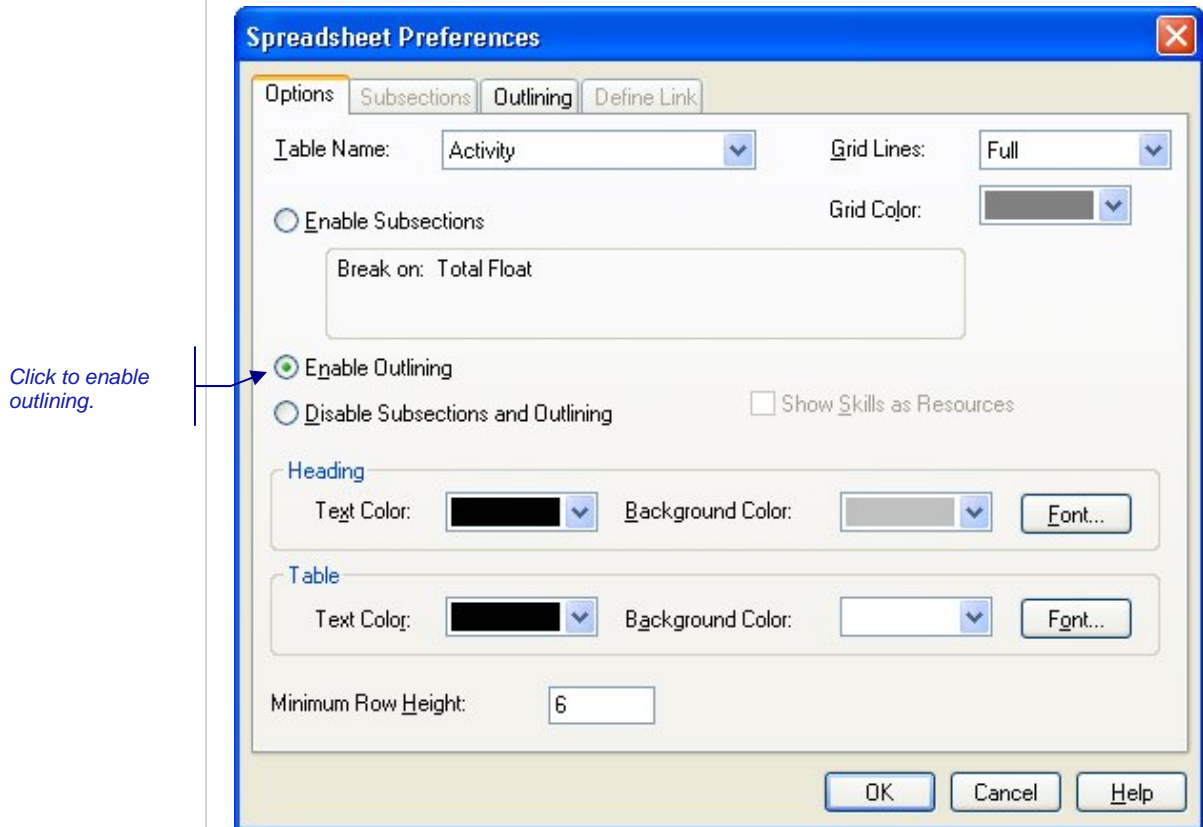 Spreadsheet Preferences
Options Subsections Outlining Define Link
Table Name: Activity Grid Lines: Full
Grid Color:
Enable Subsections
Break on: Total Float
Click to enable
outlining.
Enable Outlining
Disable Subsections and Outlining Show Skills as Resources
Heading
Text Color: Background Color: Font...
Table
Text Color: Background Color: Font...
Minimum Row Height: 6
OK Cancel Help